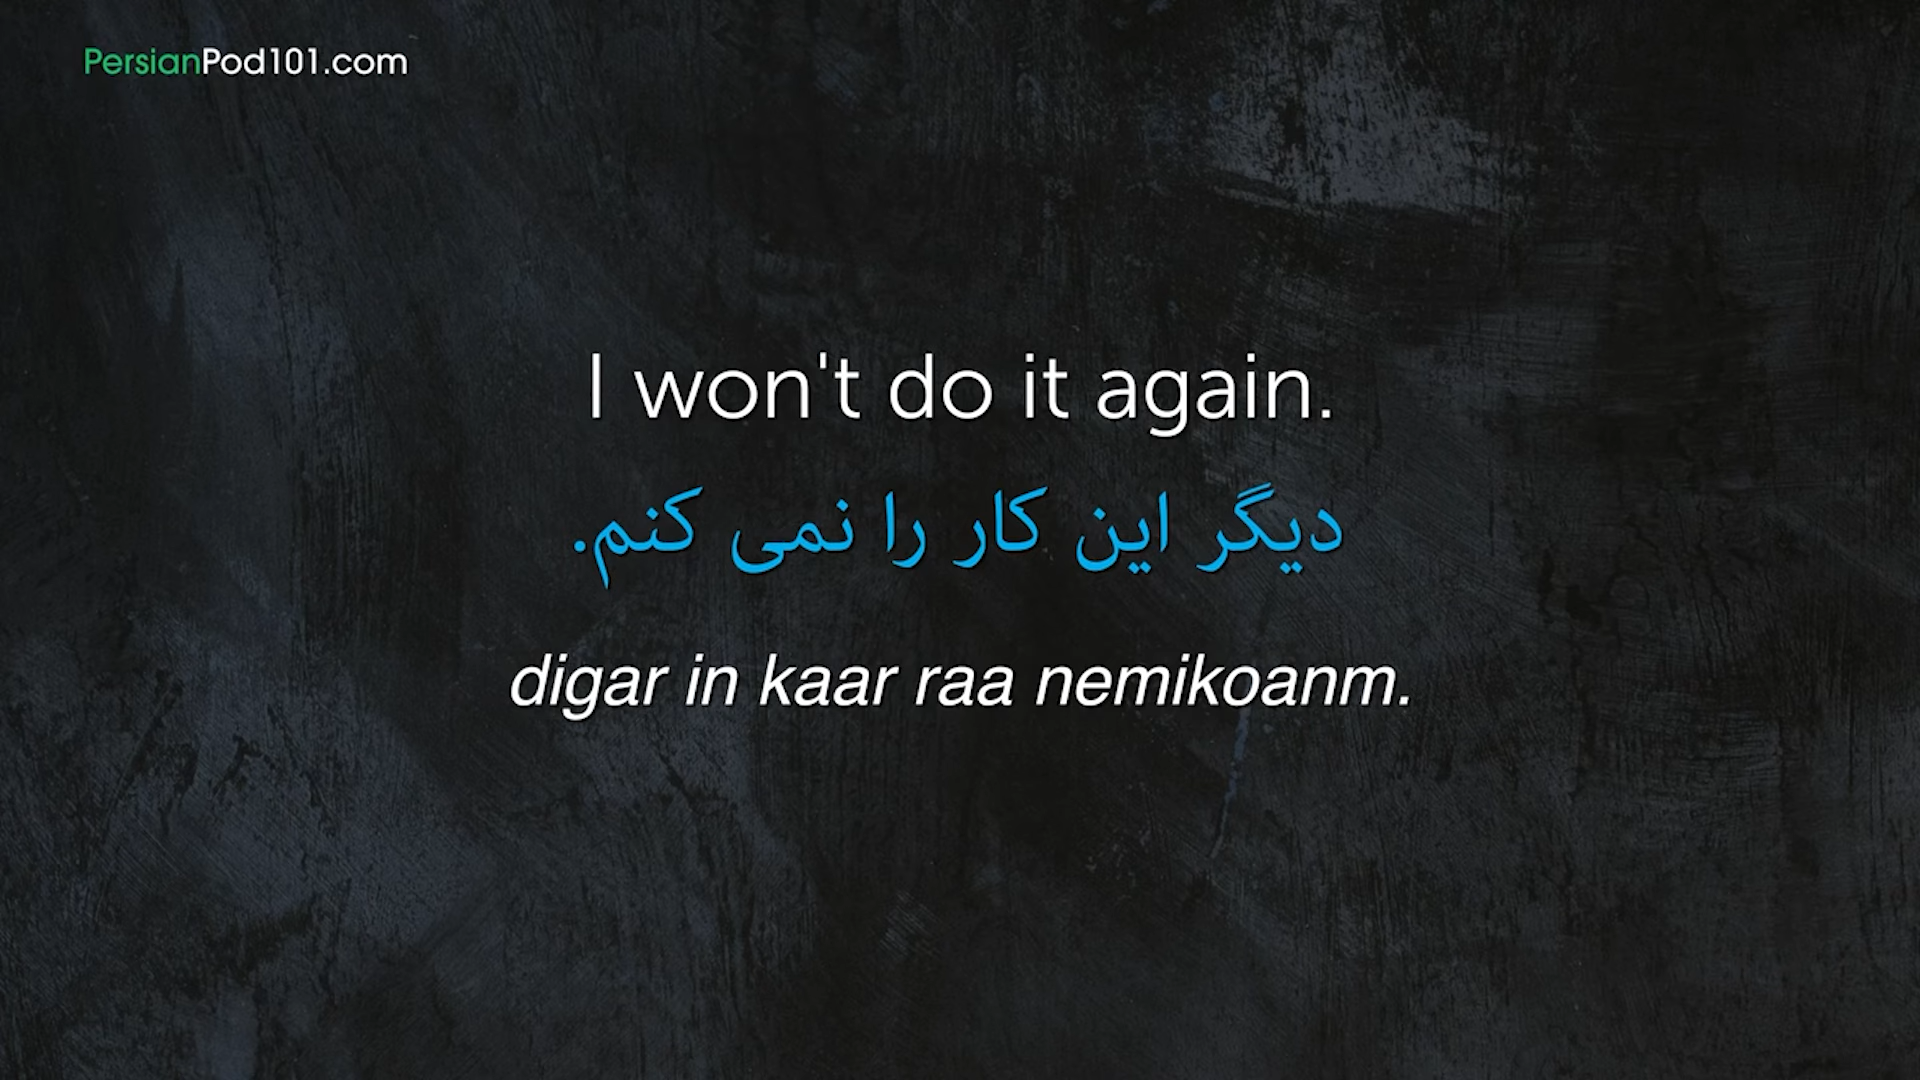 PersianPod101.com
I won't do it again.
دیگر این کار را نمی کنم.
digar in kaar raa nemikoanm.